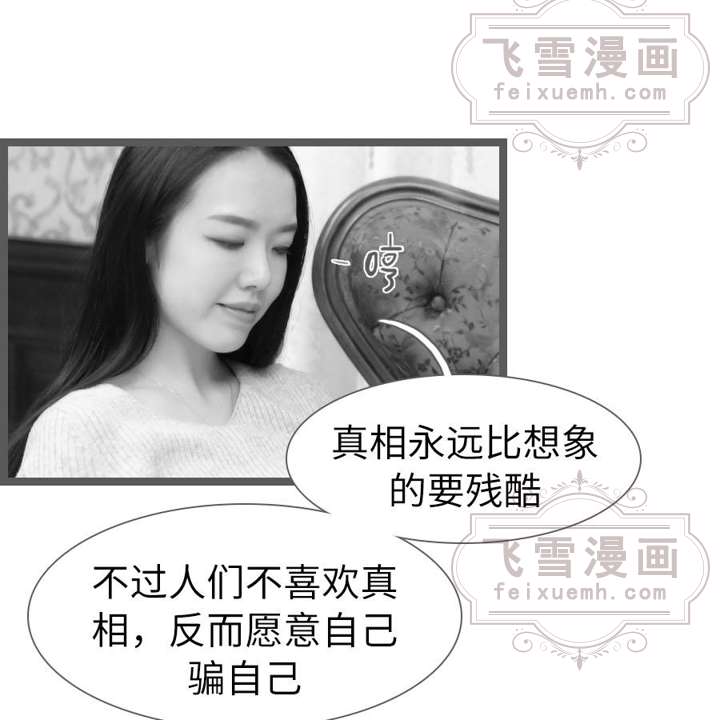 飞雪漫画
feixuemh.com
哼
真相永远比想象
的要残酷
飞雪漫画
feixuemh.com
不过人们不喜欢真
相，反而愿意自己
骗自己